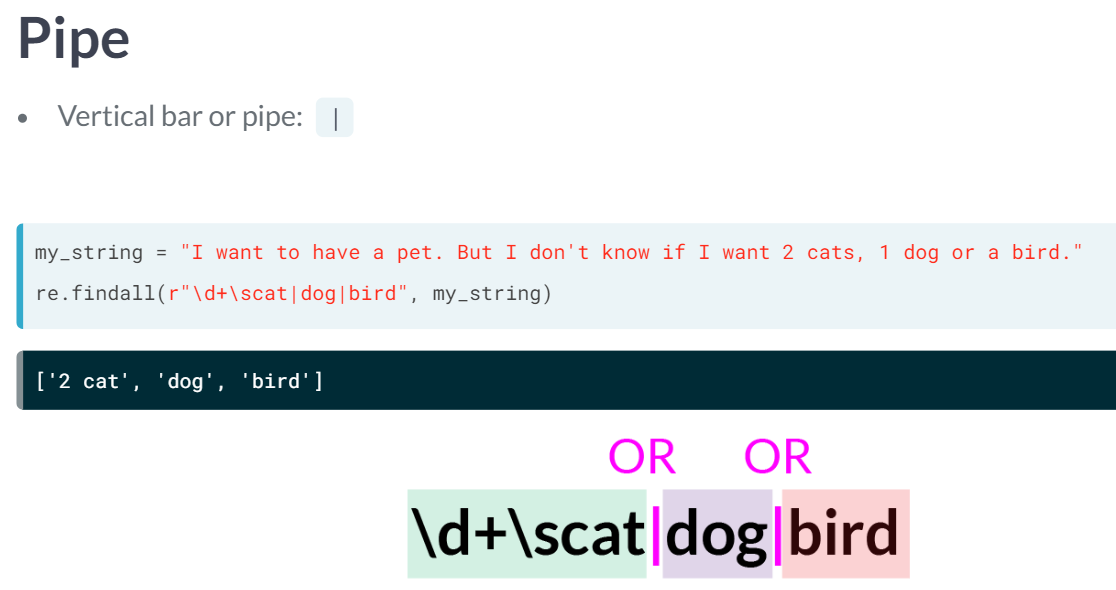 Pipe
• Vertical bar or pipe: |
my_string = "I want to have a pet. But I don't know if I want 2 cats, 1 dog or a bird."
re.findall(r"\d+\scat|dog|bird", my_string)
['2 cat', 'dog', 'bird']
OR OR
\d+\scat|dog|bird